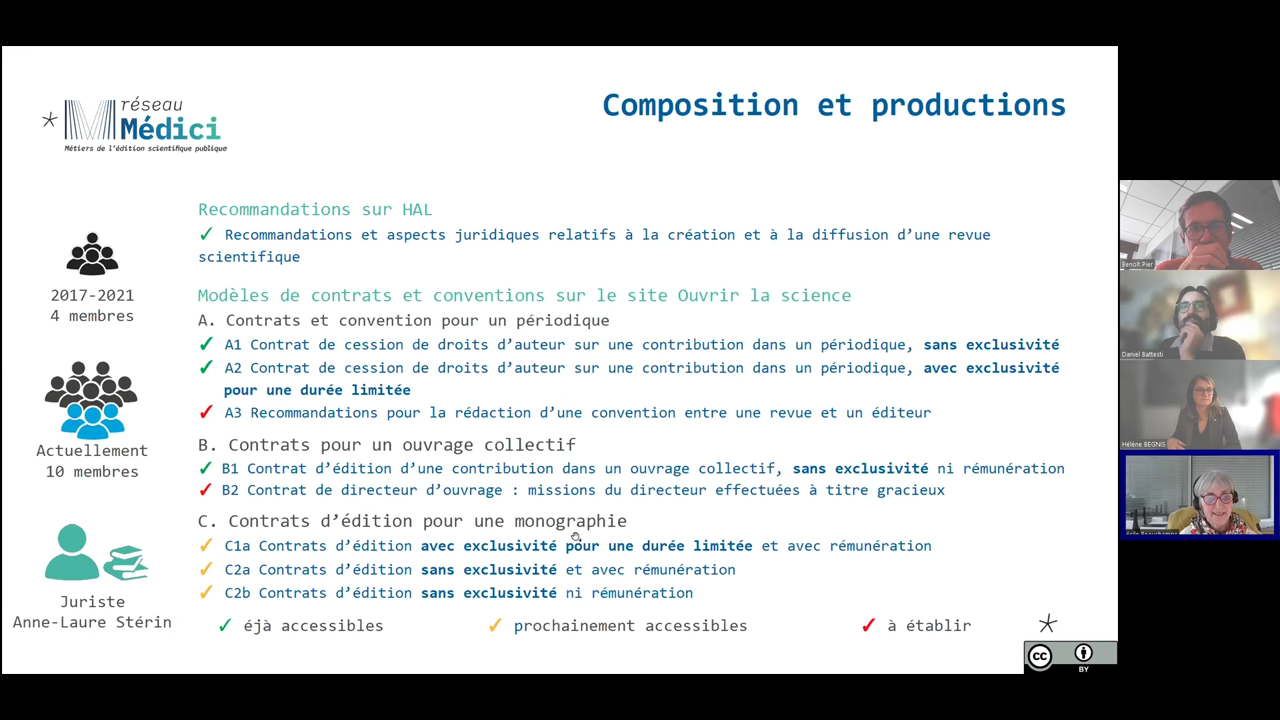 Composition et productions
réseau
Médici
Métiers de l'édition scientifique publique
Recommandations sur HAL
Recommandations et aspects juridiques relatifs à la création et à la diffusion d'une revue
scientifique
2017-2021
4 membres
Modèles de contrats et conventions sur le site Ouvrir la science
A. Contrats et convention pour un périodique
A1 Contrat de cession de droits d'auteur sur une contribution dans un périodique, sans exclusivité
A2 Contrat de cession de droits d'auteur sur une contribution dans un périodique, avec exclusivité
pour une durée limitée
A3 Recommandations pour la rédaction d'une convention entre une revue et un éditeur
Actuellement
10 membres
B. Contrats pour un ouvrage collectif
B1 Contrat d'édition d'une contribution dans un ouvrage collectif, sans exclusivité ni rémunération
B2 Contrat de directeur d'ouvrage : missions du directeur effectuées à titre gracieux
C. Contrats d'édition pour une monographie
C1a Contrats d'édition avec exclusivité pour une durée limitée et avec rémunération
C2a Contrats d'édition sans exclusivité et avec rémunération
C2b Contrats d'édition sans exclusivité ni rémunération
Juriste
Anne-Laure Stérin
éjà accessibles
prochainement accessibles
à établir
cc
BY
Benoît Pier
Daniel Battesti
Hélène BEGNIS